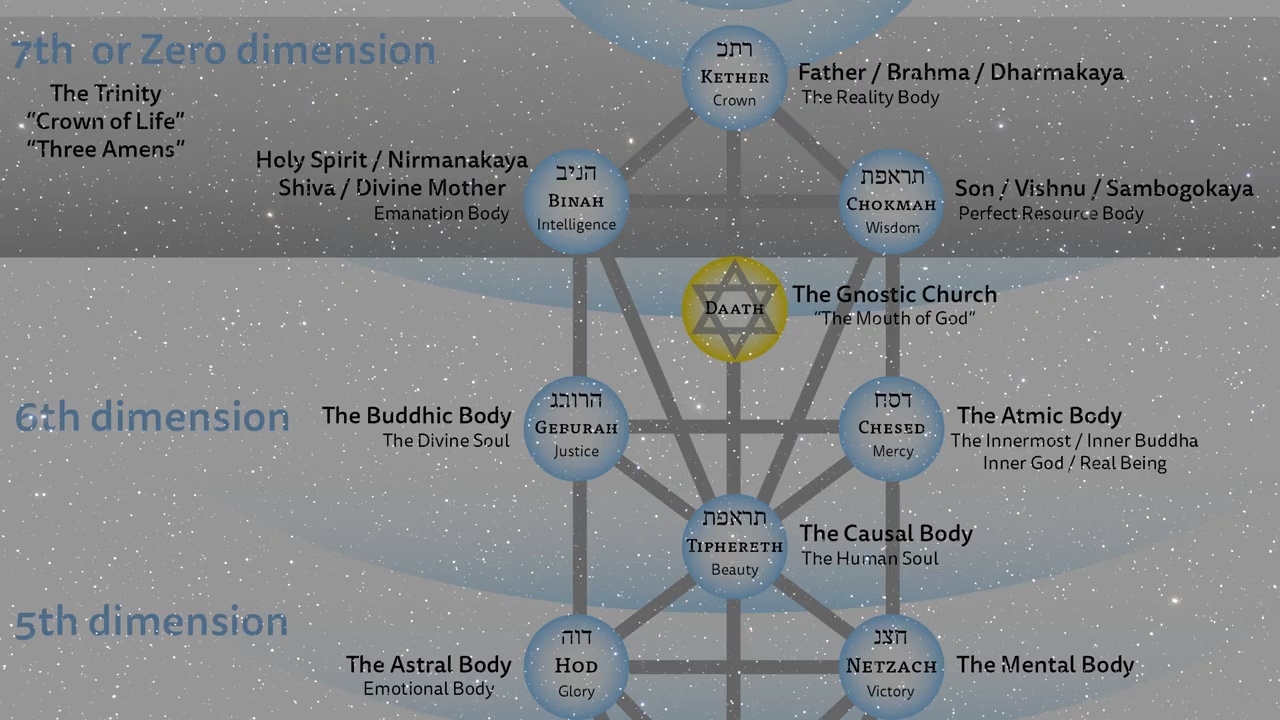 7th or Zero dimension
The Trinity
"Crown of Life"
"Three Amens"
רתכ
KETHER
Crown
Father / Brahma / Dharmakaya
The Reality Body
Holy Spirit / Nirmanakaya
Shiva / Divine Mother
Emanation Body
הניב
BINAH
Intelligence
תראפת
CHOKMAH
Wisdom
Son / Vishnu / Sambogokaya
Perfect Resource Body
DAATH
The Gnostic Church
"The Mouth of God"
6th dimension
The Buddhic Body
The Divine Soul
הרובג
GEBURAH
Justice
דסח
CHESED
Mercy
The Atmic Body
The Innermost / Inner Buddha
Inner God / Real Being
תראפת
TIPHERETH
Beauty
The Causal Body
The Human Soul
5th dimension
The Astral Body
Emotional Body
דוה
HOD
Glory
חצנ
NETZACH
Victory
The Mental Body